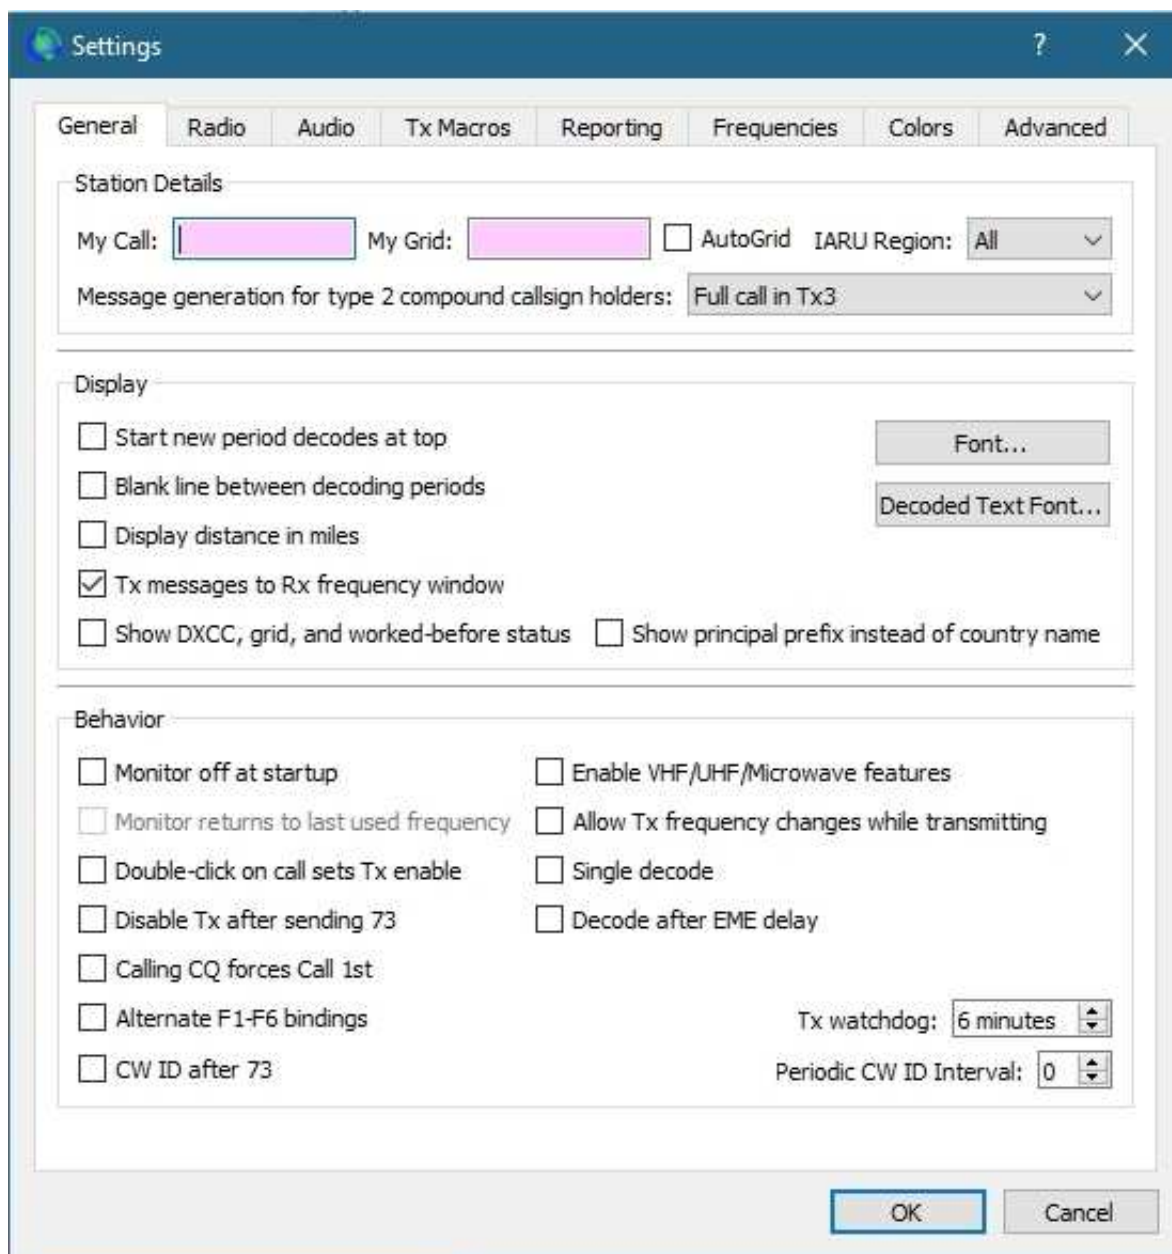 Settings ?
General Radio Audio Tx Macros Reporting Frequencies Colors Advanced
Station Details
My Call: My Grid: AutoGrid IARU Region: All
Message generation for type 2 compound callsign holders: Full call in Tx3
Display
Start new period decodes at top Font...
Blank line between decoding periods
Decoded Text Font...
Display distance in miles
Tx messages to Rx frequency window
Show DXCC, grid, and worked-before status Show principal prefix instead of country name
Behavior
Monitor off at startup Enable VHF/UHF/Microwave features
Monitor returns to last used frequency Allow Tx frequency changes while transmitting
Double-click on call sets Tx enable Single decode
Disable Tx after sending 73 Decode after EME delay
Calling CQ forces Call 1st
Alternate F1-F6 bindings Tx watchdog: 6 minutes
CW ID after 73 Periodic CW ID Interval: 0
OK Cancel